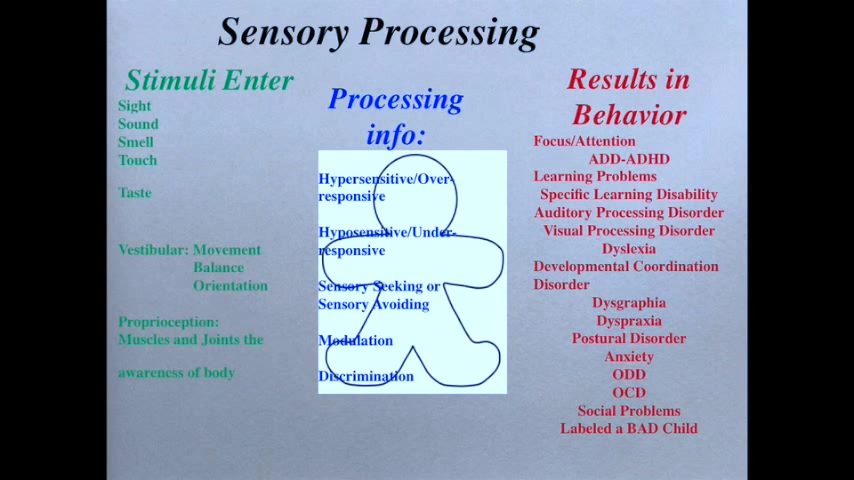 Sensory Processing
Stimuli Enter
Sight
Sound
Smell
Touch
Taste
Vestibular: Movement
Balance
Orientation
Proprioception:
Muscles and Joints the
awareness of body
Processing
info:
Hypersensitive/Over-
responsive
Hyposensitive/Under-
responsive
Sensory Seeking or
Sensory Avoiding
Modulation
Discrimination
Results in
Behavior
Focus/Attention
ADD-ADHD
Learning Problems
Specific Learning Disability
Auditory Processing Disorder
Visual Processing Disorder
Dyslexia
Developmental Coordination
Disorder
Dysgraphia
Dyspraxia
Postural Disorder
Anxiety
ODD
OCD
Social Problems
Labeled a BAD Child